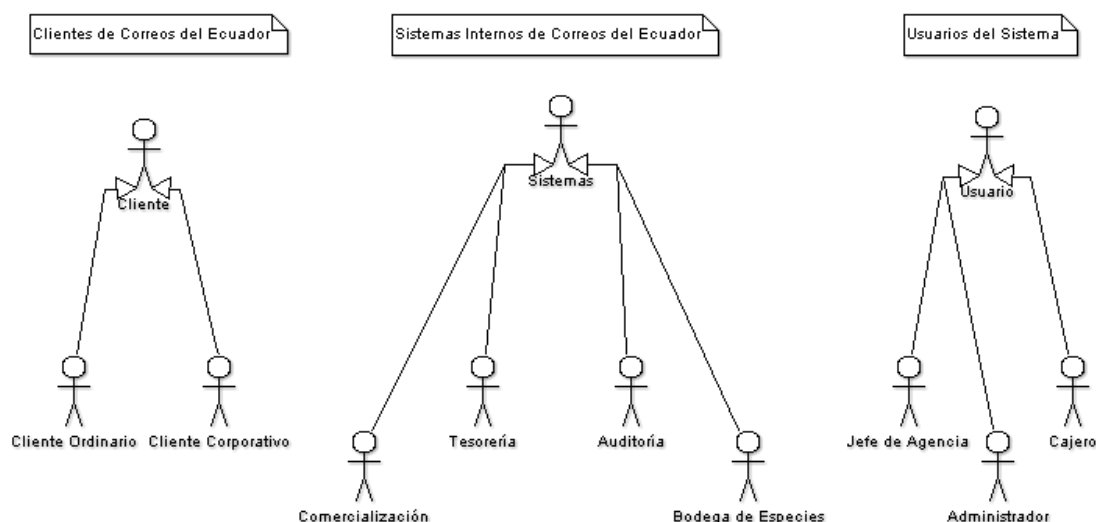 Clientes de Correos del Ecuador
Sistemas Internos de Correos del Ecuador
Usuarios del Sistema
Cliente
Sistemas
Usuario
Cliente Ordinario
Cliente Corporativo
Tesorería
Auditoría
Jefe de Agencia
Cajero
Comercialización
Bodega de Especies
Administrador